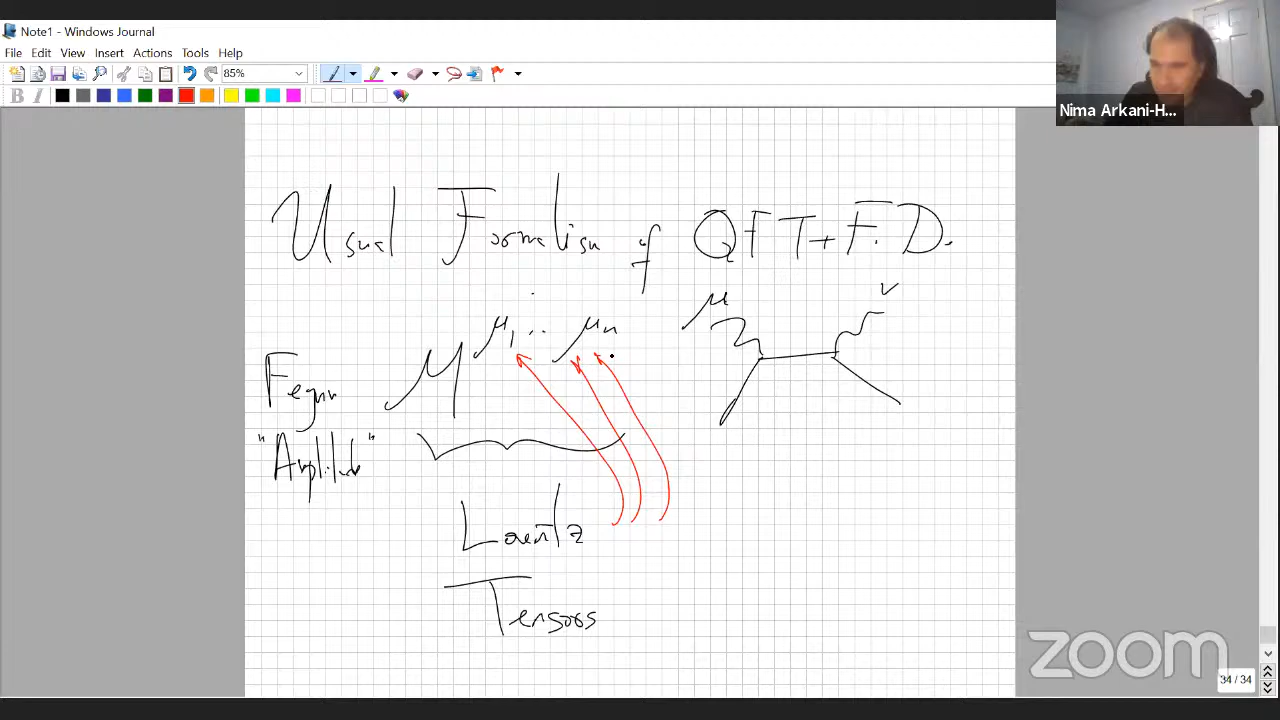 Note1 - Windows Journal
File Edit View Insert Actions Tools Help
85%
B I
Nima Arkani-H...
Usual Formalism of QFT + F.D.
μ ν
M^{μ1 .. μn}
Feyn
"Amplitude"
Lorentz
Tensors
zoom
34 / 34